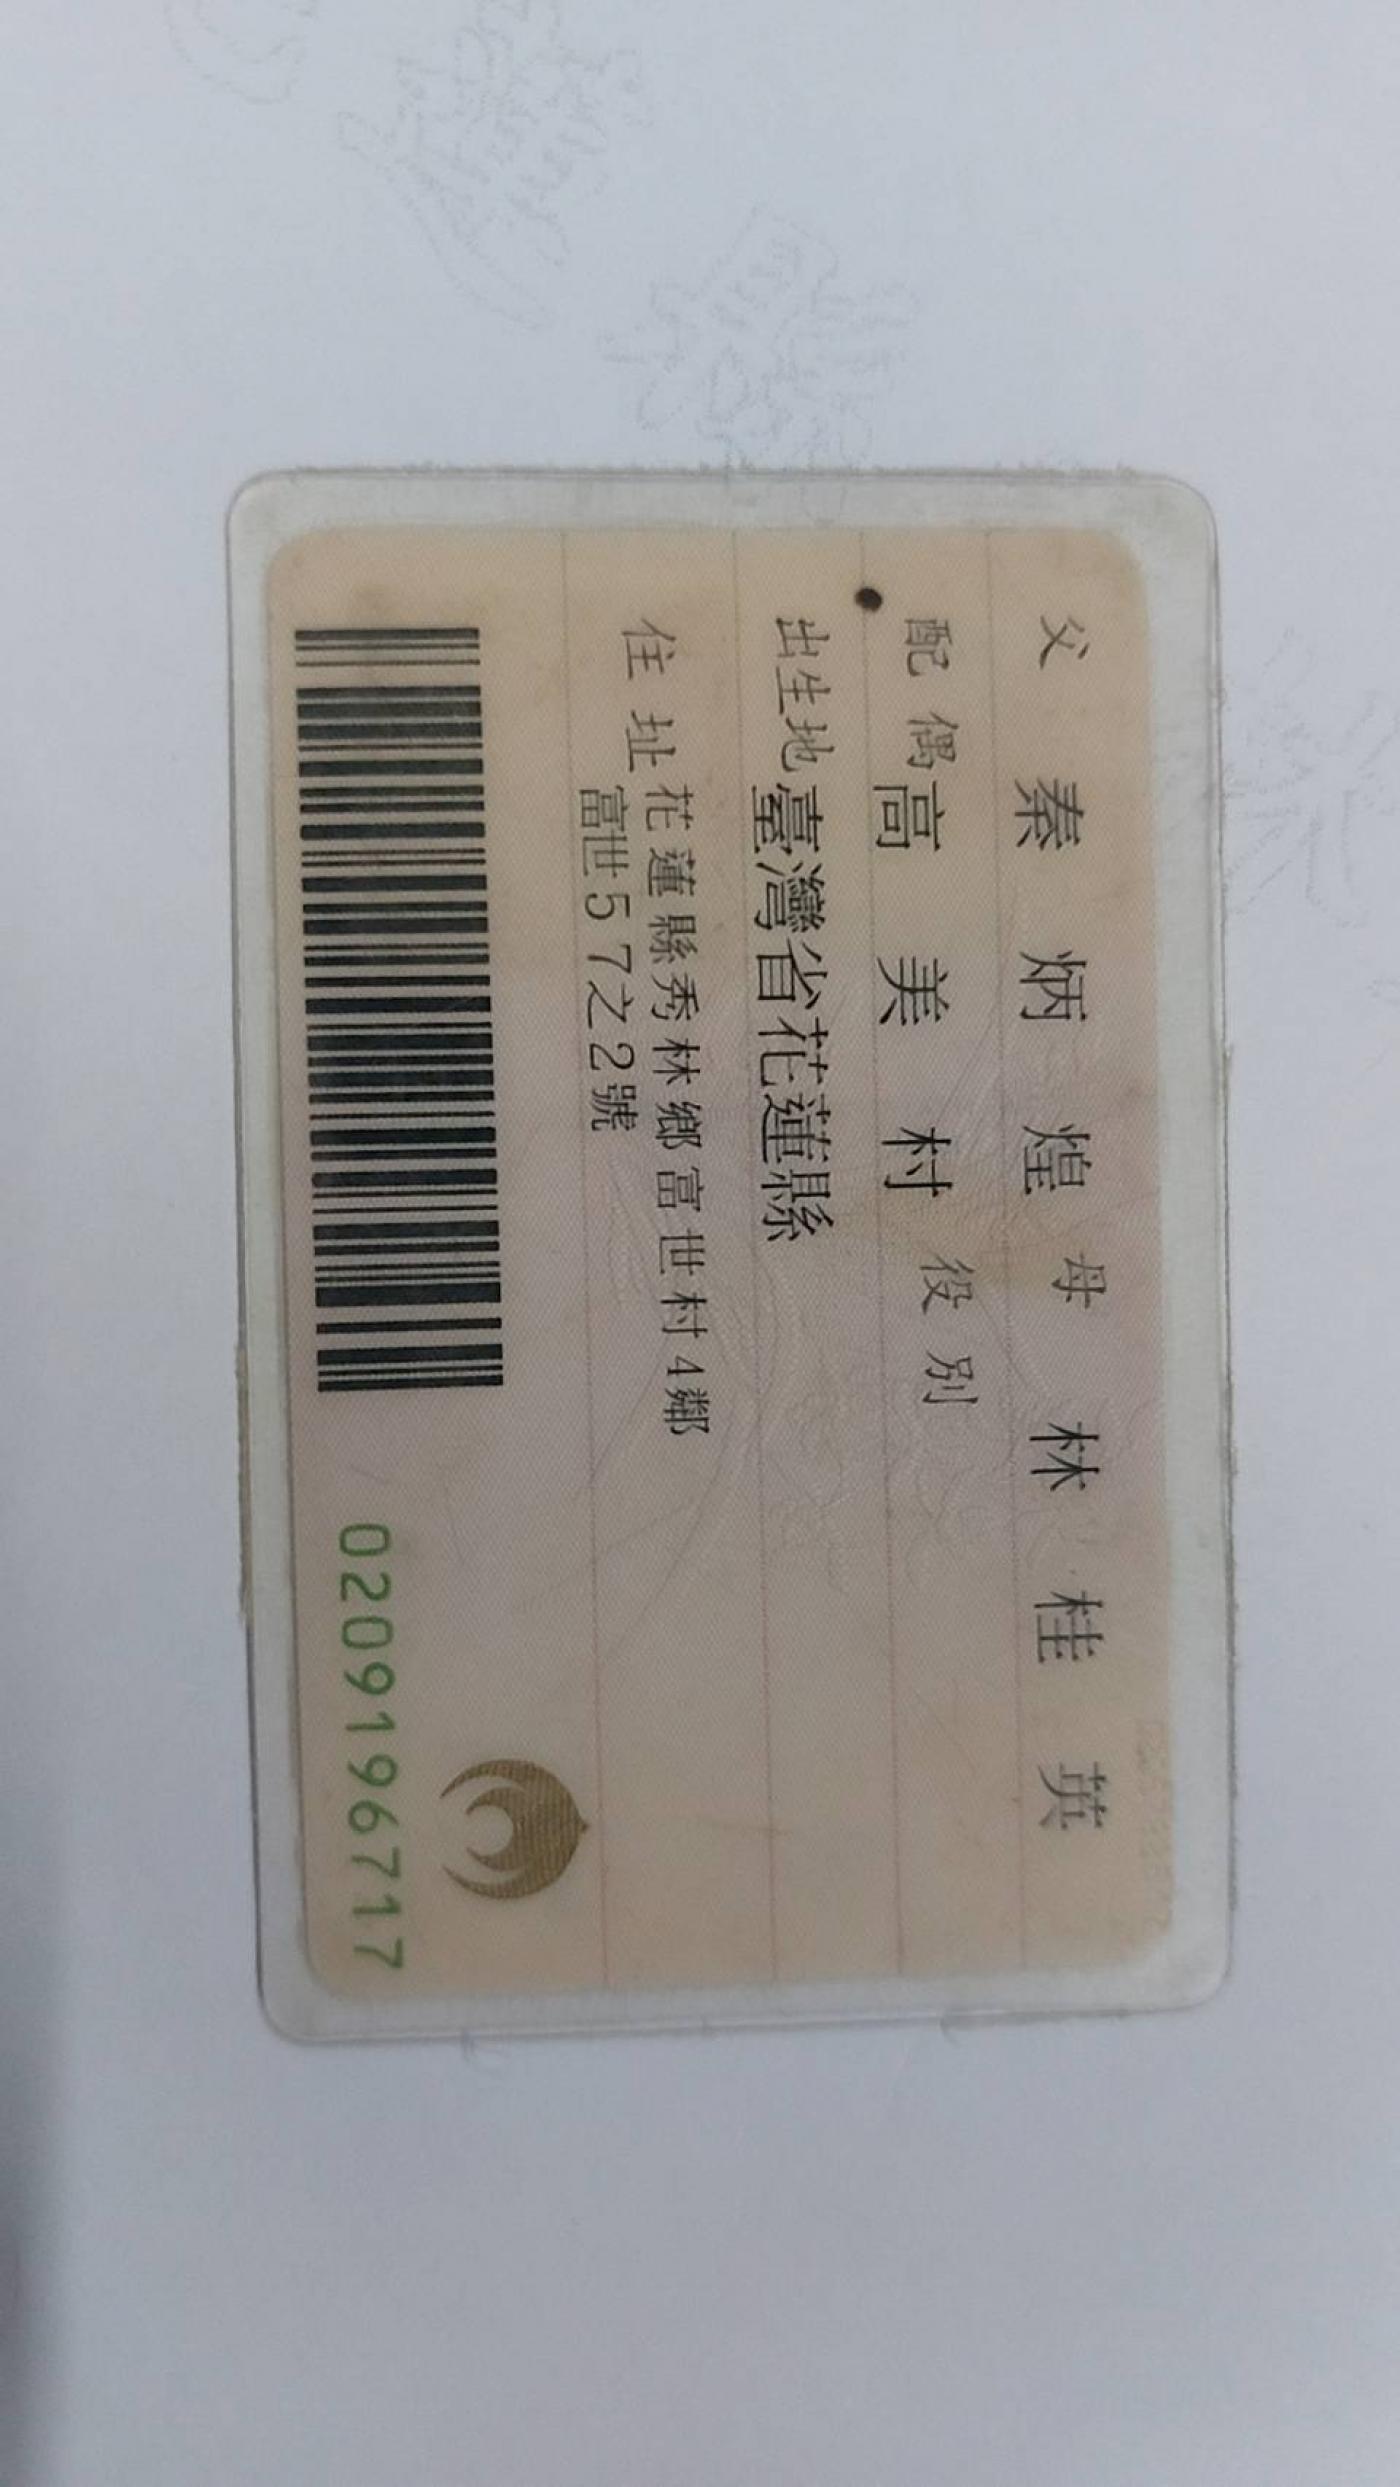 父 秦炳煌 母 林桂英
配偶 高美村 役別
出生地 臺灣省花蓮縣
住址 花蓮縣秀林鄉富世村4鄰
富世57之2號
0209196717